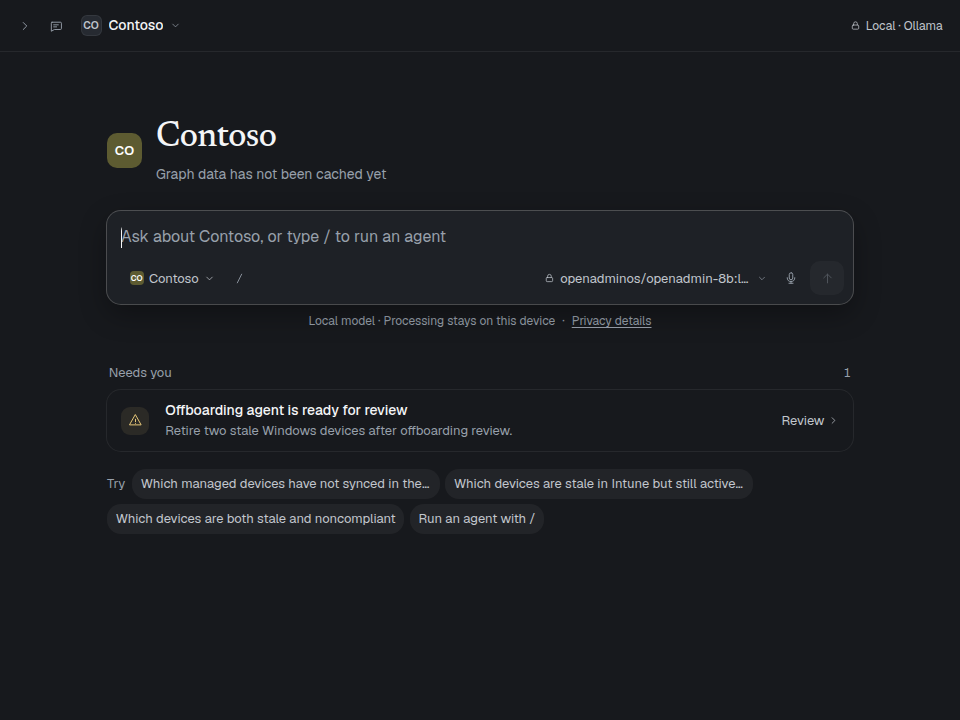 CO Contoso
Local · Ollama
CO
Contoso
Graph data has not been cached yet
Ask about Contoso, or type / to run an agent
CO Contoso / openadminos/openadmin-8b:l…
Local model · Processing stays on this device · Privacy details
Needs you 1
Offboarding agent is ready for review
Retire two stale Windows devices after offboarding review.
Review
Try Which managed devices have not synced in the… Which devices are stale in Intune but still active…
Which devices are both stale and noncompliant Run an agent with /